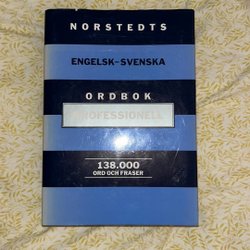 NORSTEDTS
ENGELSK–SVENSKA
ORDBOK
PROFESSIONELL
138.000
ORD OCH FRASER